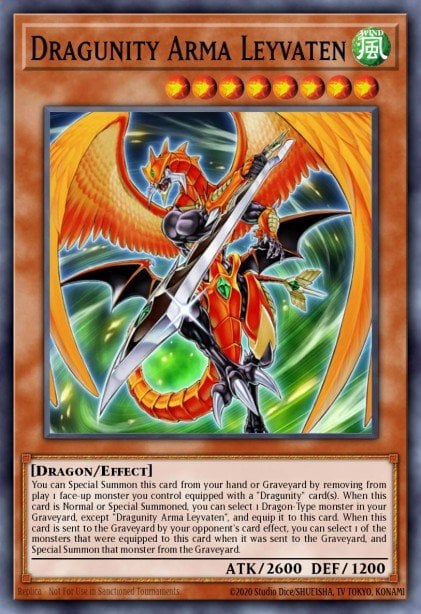 DRAGUNITY ARMA LEYVATEN
WIND
風
[DRAGON/EFFECT]
You can Special Summon this card from your hand or Graveyard by removing from
play 1 face-up monster you control equipped with a "Dragunity" card(s). When this
card is Normal or Special Summoned, you can select 1 Dragon-Type monster in your
Graveyard, except "Dragunity Arma Leyvaten", and equip it to this card. When this
card is sent to the Graveyard by your opponent's card effect, you can select 1 of the
monsters that were equipped to this card when it was sent to the Graveyard, and
Special Summon that monster from the Graveyard.
ATK/2600 DEF/1200
Replica - Not For Use in Sanctioned Tournaments
©2020 Studio Dice/SHUEISHA, TV TOKYO, KONAMI